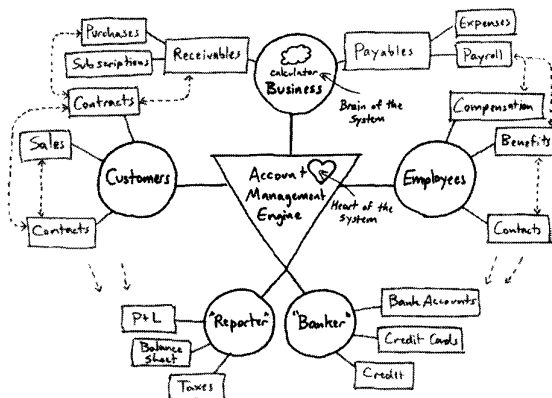 Purchases
Subscriptions
Receivables
Contracts
Sales
Customers
Contacts
calculator
Business
Brain of the
System
Payables
Expenses
Payroll
Compensation
Benefits
Employees
Contacts
Account
Management
Engine
Heart of the
System
P+L
Balance
Sheet
Taxes
"Reporter"
"Banker"
Bank Accounts
Credit Cards
Credit